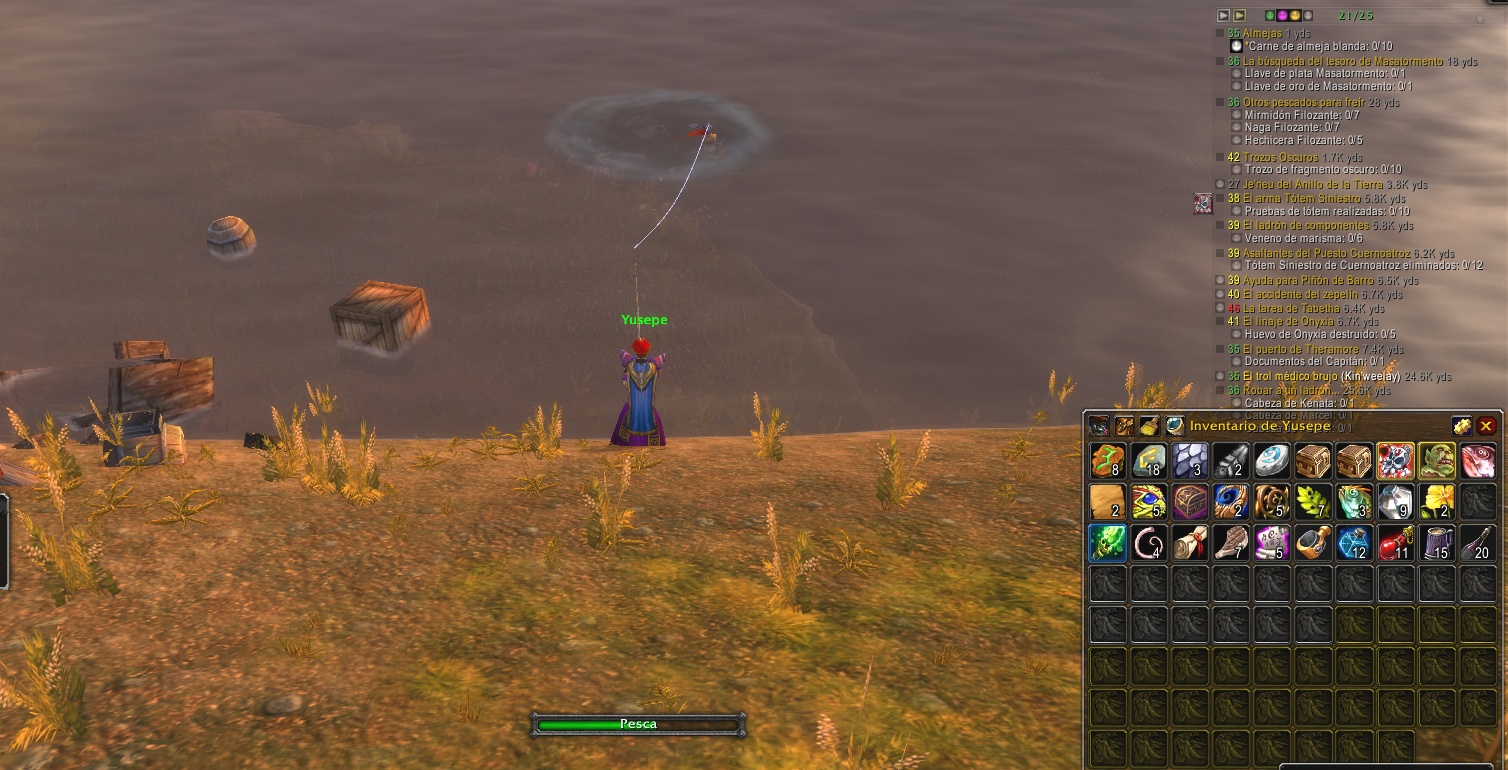 21/25
35 Almejas 1 yds
*Carne de almeja blanda: 0/10
36 La búsqueda del tesoro de Masatormento 18 yds
Llave de plata Masatormento: 0/1
Llave de oro de Masatormento: 0/1
36 Otros pescados para freír 28 yds
Mirmidón Filozante: 0/7
Naga Filozante: 0/7
Hechicera Filozante: 0/5
42 Trozos Oscuros 1.7K yds
Trozo de fragmento oscuro: 0/10
27 Je'neu del Anillo de la Tierra 3.8K yds
38 El arma Tótem Siniestro 5.8K yds
Pruebas de tótem realizadas: 0/10
39 El ladrón de componentes 5.8K yds
Veneno de marisma: 0/6
39 Asaltantes del Puesto Cuernoatroz 6.2K yds
Tótem Siniestro de Cuernoatroz eliminados: 0/12
39 Ayuda para Piñón de Barro 6.5K yds
40 El accidente del zepelín 6.7K yds
46 La tarea de Tabetha 6.4K yds
41 El linaje de Onyxia 6.7K yds
Huevo de Onyxia destruido: 0/5
35 El puerto de Theramore 7.4K yds
Documentos del Capitán: 0/1
35 El trol médico brujo (Kin'weelay) 24.6K yds
36 Robar a un ladrón... 25.6K yds
Cabeza de Kenata: 0/1
Cabeza de Marcel: 0/1
Inventario de Yusepe
Yusepe
8 18 3 2
2 5 2 5 7 3 9 2
4 7 5 12 11 15 20
Pesca